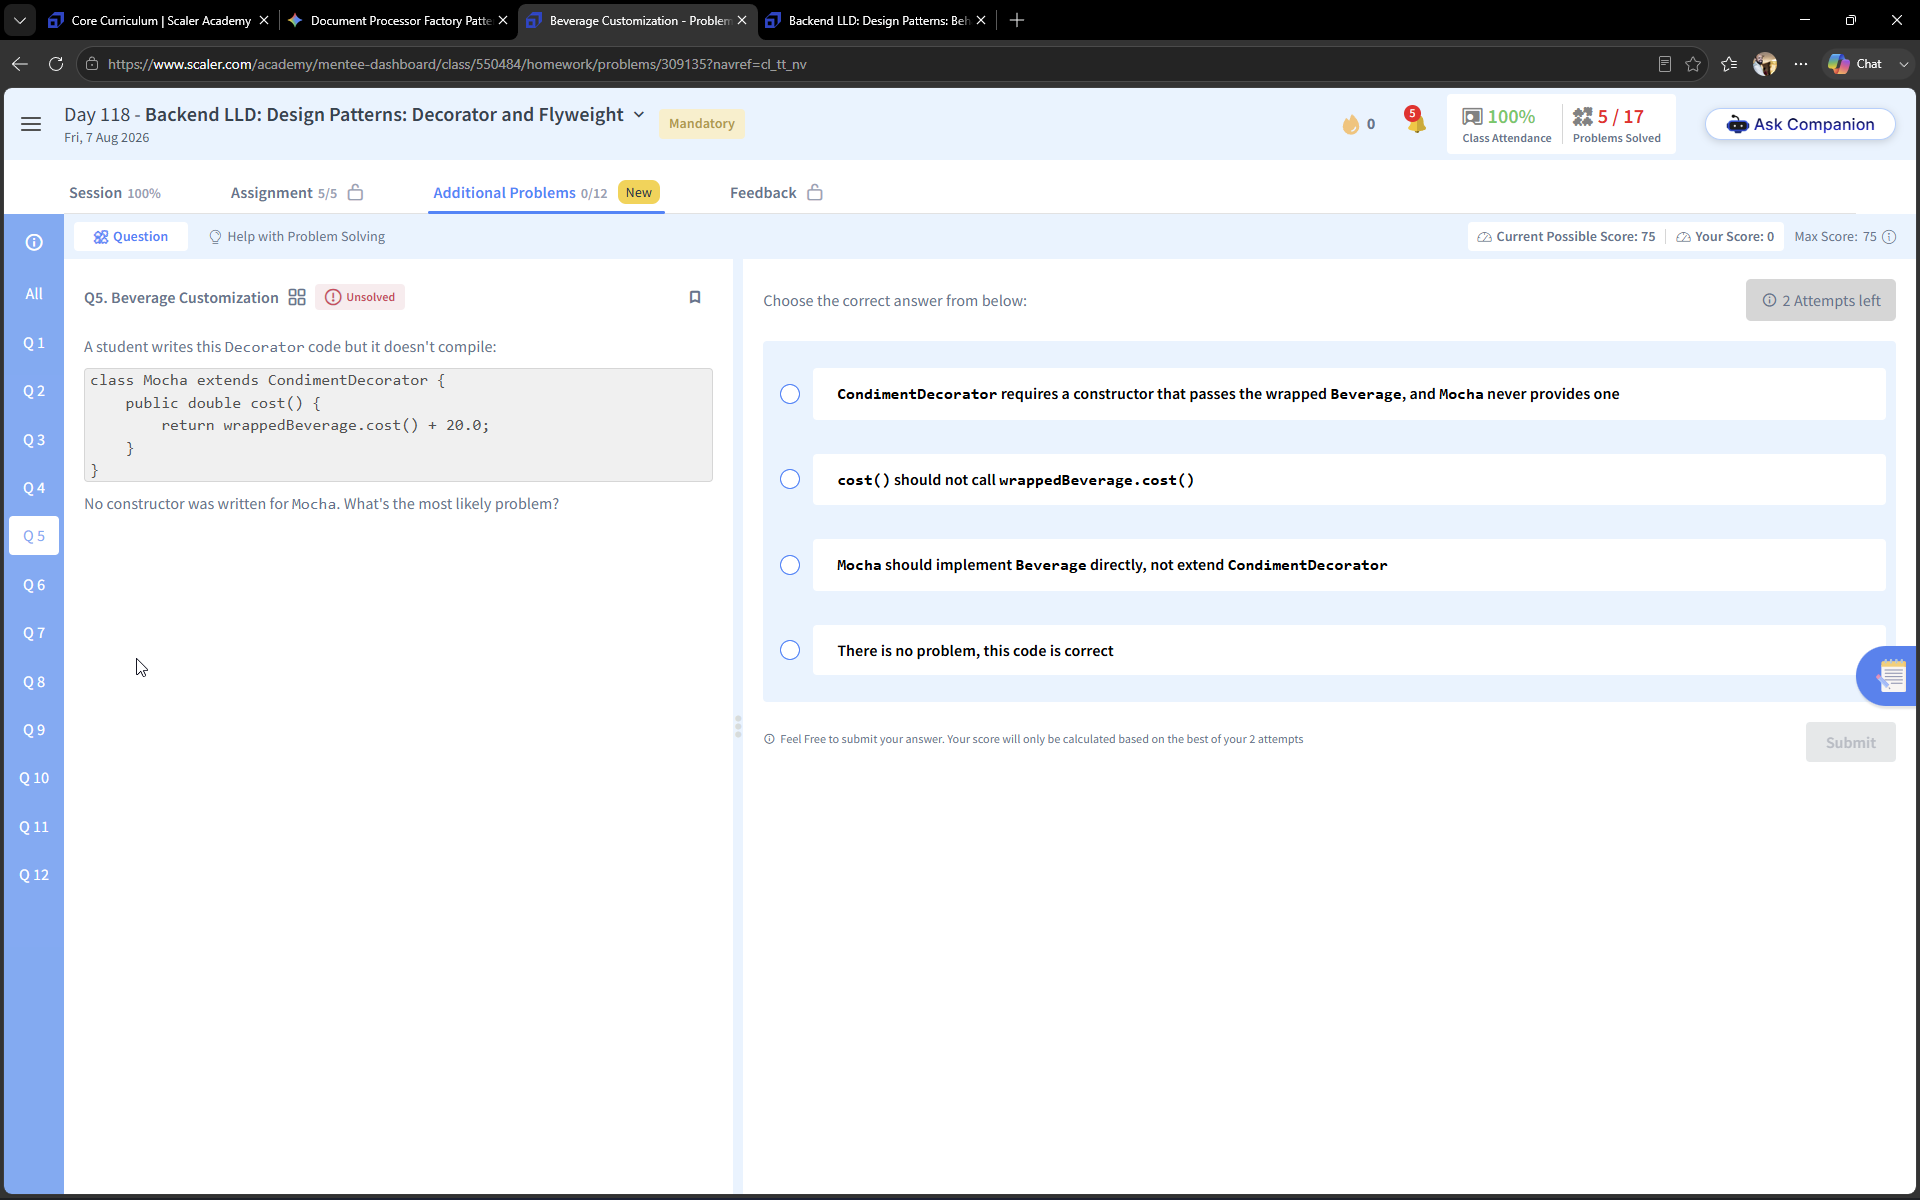 Core Curriculum | Scaler Academy
Document Processor Factory Patte
Beverage Customization - Problem
Backend LLD: Design Patterns: Beh
https://www.scaler.com/academy/mentee-dashboard/class/550484/homework/problems/309135?navref=cl_tt_nv
Chat
Day 118 - Backend LLD: Design Patterns: Decorator and Flyweight
Fri, 7 Aug 2026
Mandatory
0
5
100%
Class Attendance
5 / 17
Problems Solved
Ask Companion
Session 100%
Assignment 5/5
Additional Problems 0/12 New
Feedback
Question
Help with Problem Solving
Current Possible Score: 75
Your Score: 0
Max Score: 75
All
Q 1
Q 2
Q 3
Q 4
Q 5
Q 6
Q 7
Q 8
Q 9
Q 10
Q 11
Q 12
Q5. Beverage Customization
Unsolved
A student writes this Decorator code but it doesn't compile:
class Mocha extends CondimentDecorator {
    public double cost() {
        return wrappedBeverage.cost() + 20.0;
    }
}
No constructor was written for Mocha. What's the most likely problem?
Choose the correct answer from below:
2 Attempts left
CondimentDecorator requires a constructor that passes the wrapped Beverage, and Mocha never provides one
cost() should not call wrappedBeverage.cost()
Mocha should implement Beverage directly, not extend CondimentDecorator
There is no problem, this code is correct
Feel Free to submit your answer. Your score will only be calculated based on the best of your 2 attempts
Submit